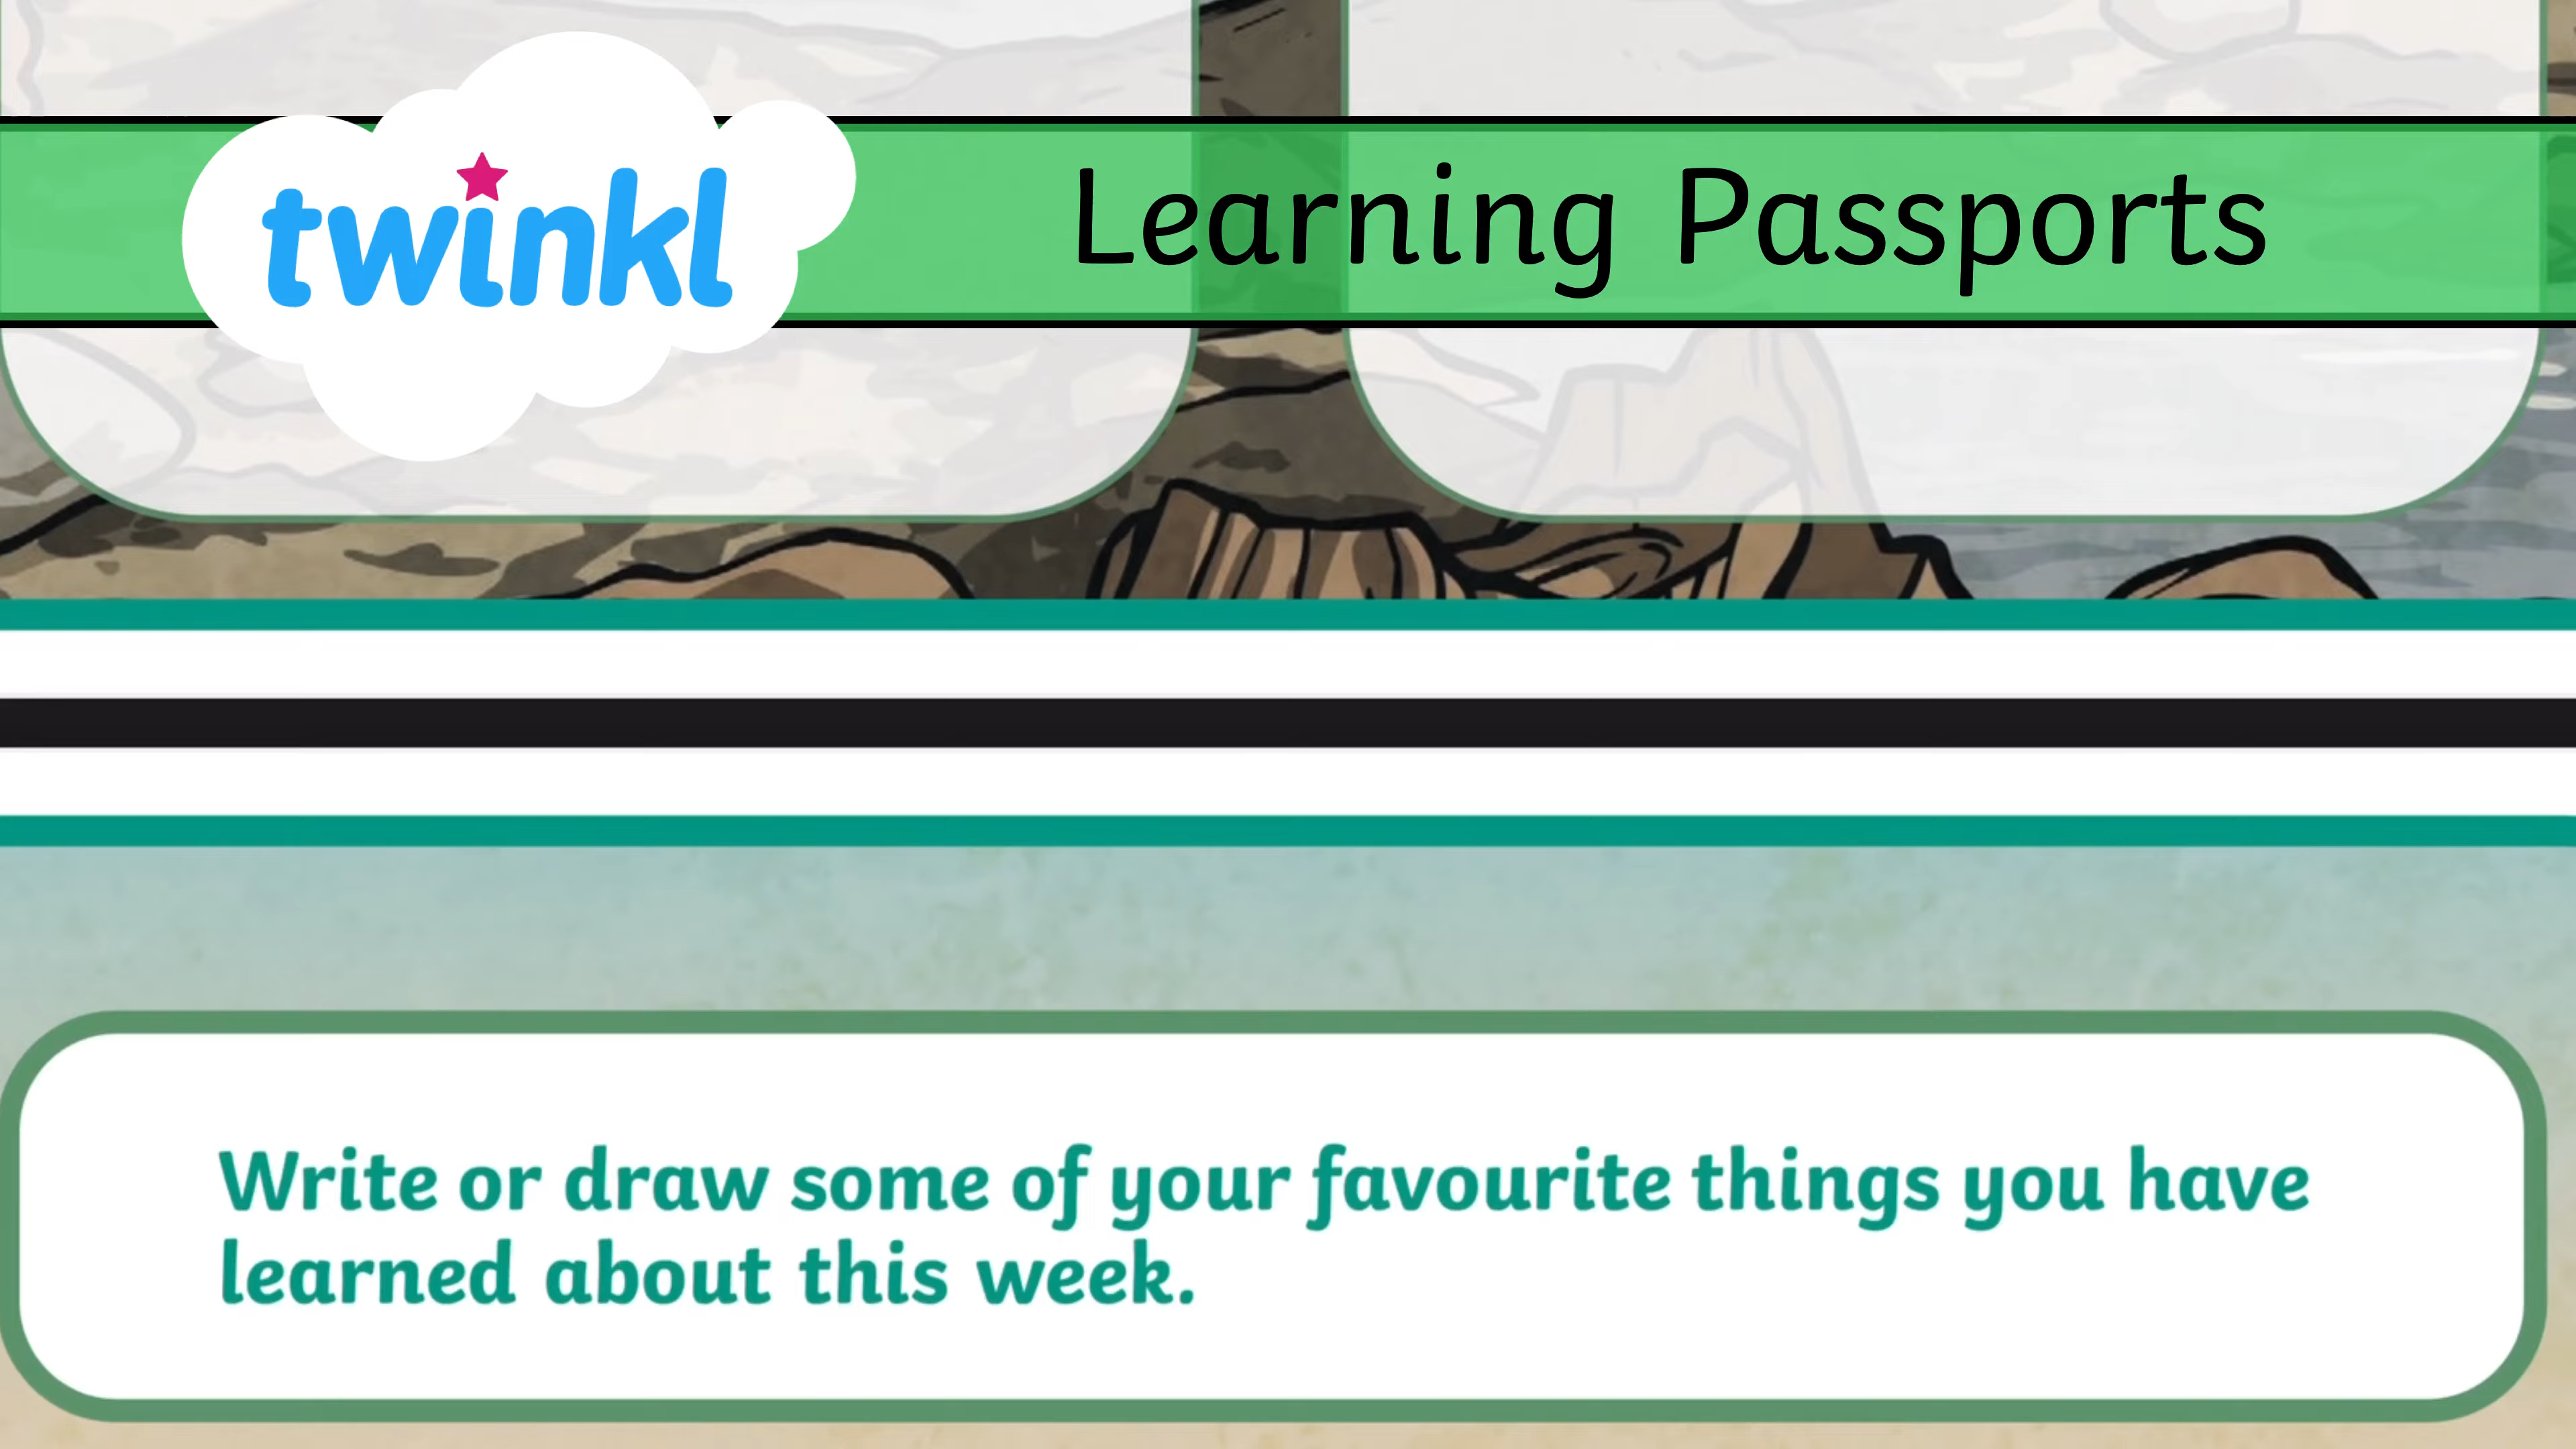 twinkl
Learning Passports
Write or draw some of your favourite things you have
learned about this week.